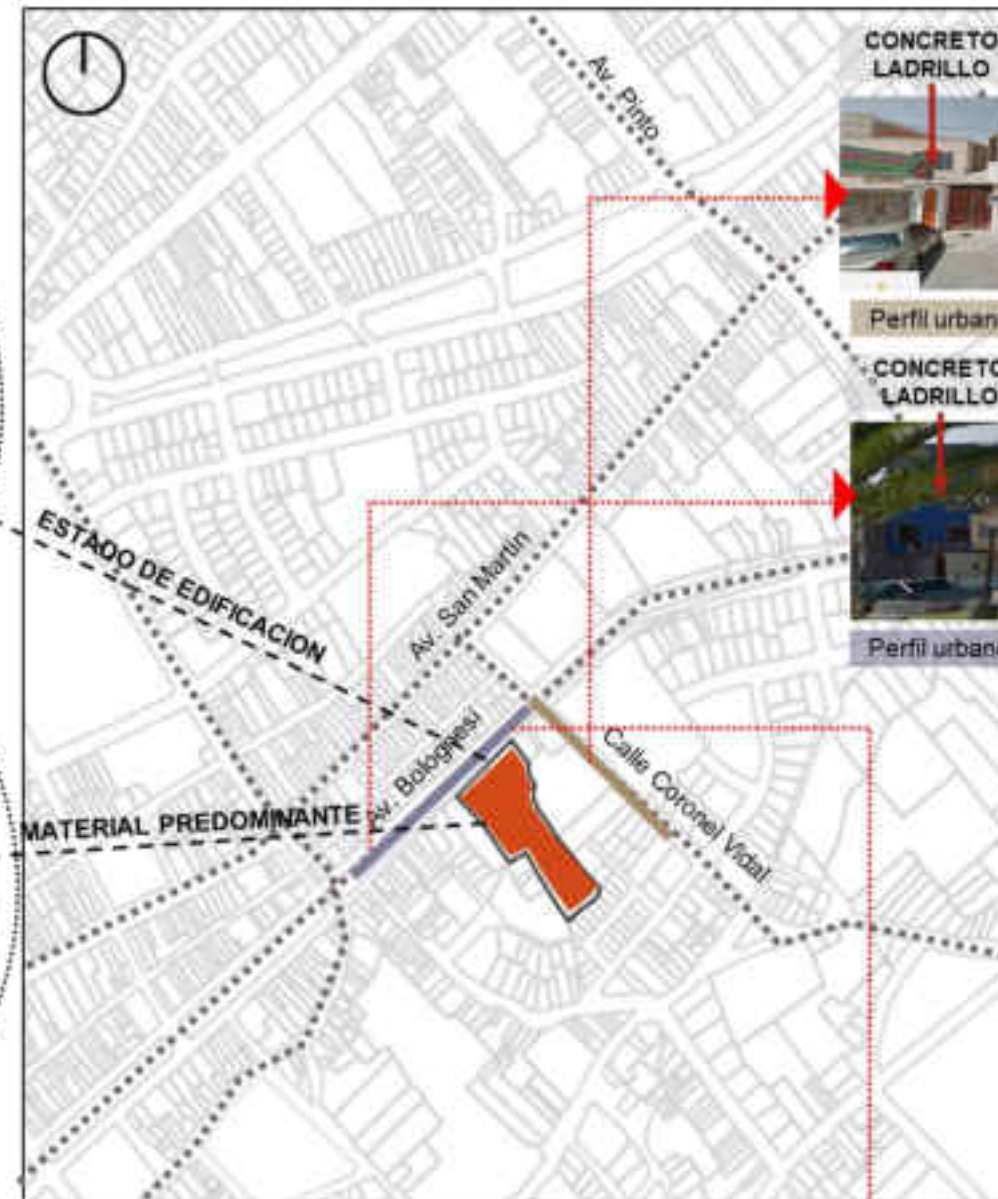 CONCRETO
LADRILLO
Av. Pinto
Perfil urban
CONCRETO
LADRILLO
ESTADO DE EDIFICACION
Av. San Martin
Perfil urbano
Av. Bolognesi
Calle Coronel Vidal
MATERIAL PREDOMINANTE